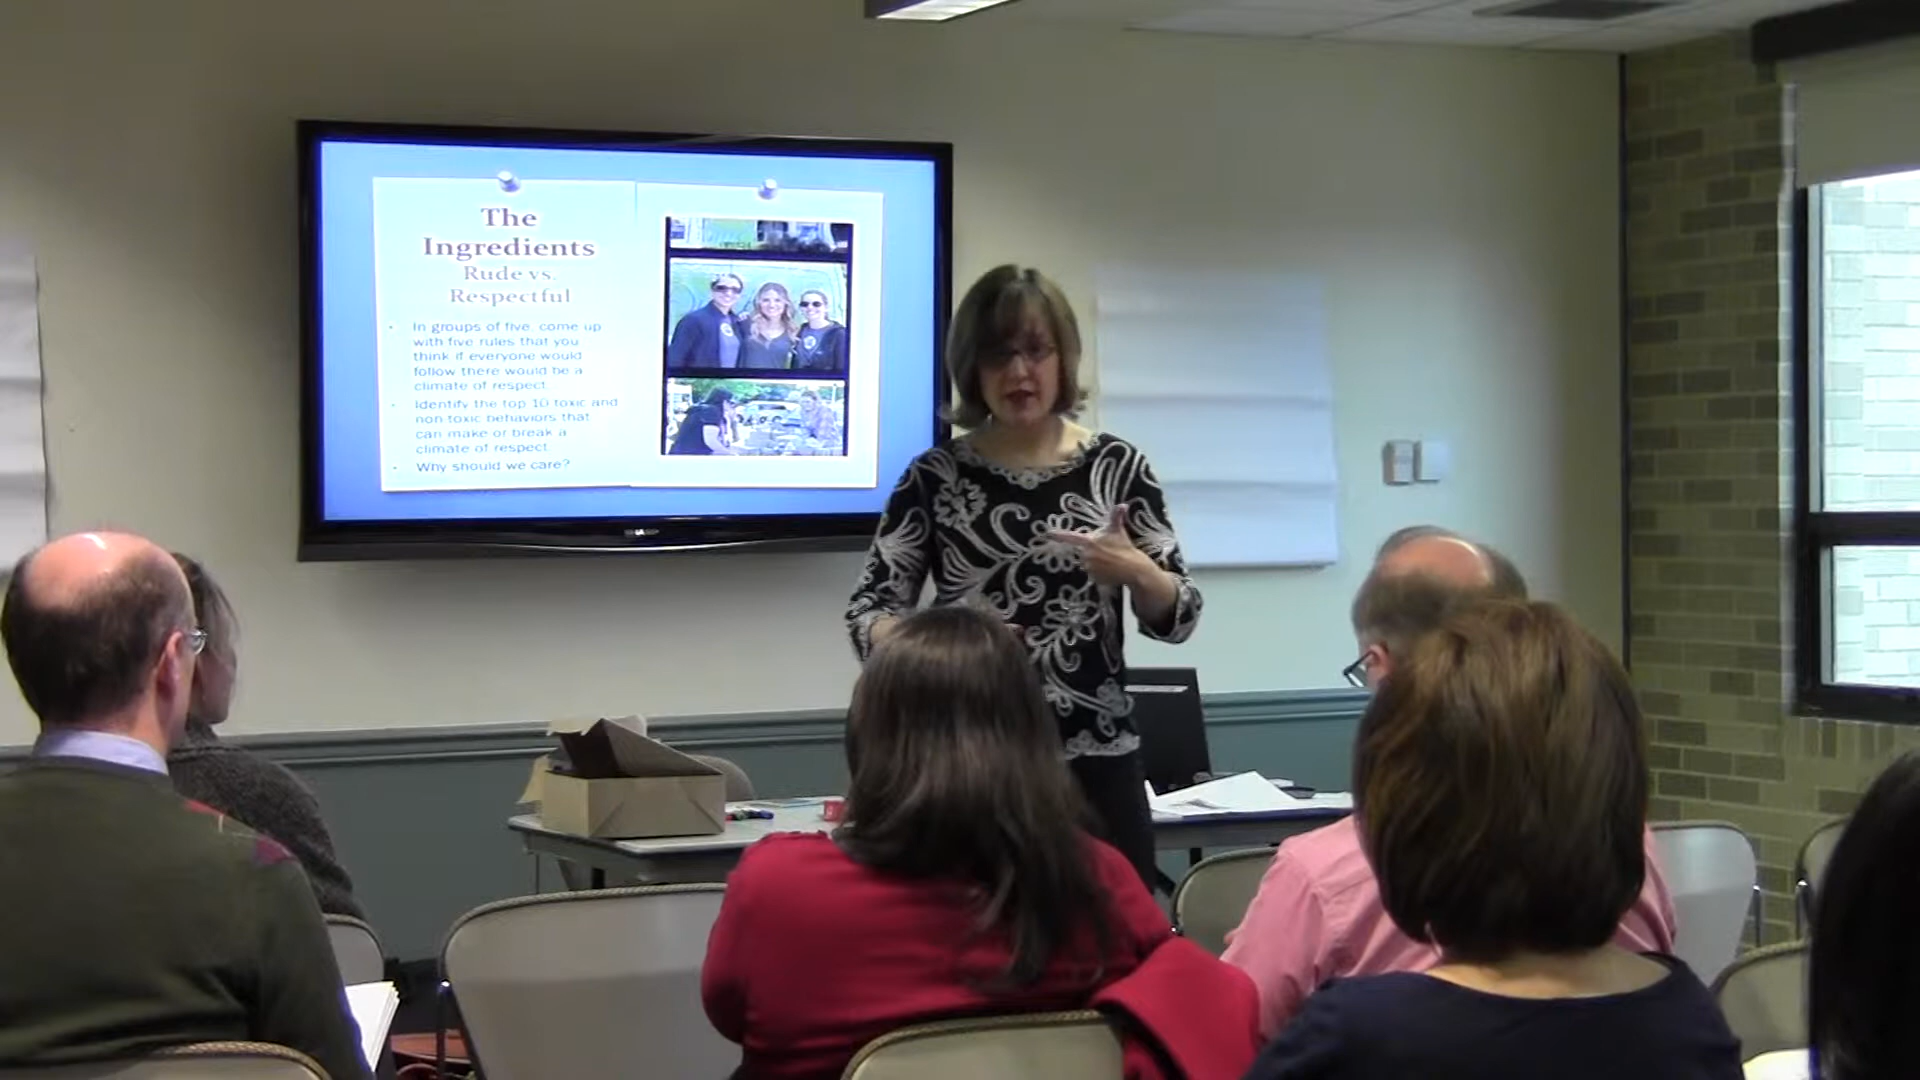 The
Ingredients
Rude vs.
Respectful
In groups of five, come up
with five rules that you
think if everyone would
follow there would be a
climate of respect.
Identify the top 10 toxic and
non-toxic behaviors that
can make or break a
climate of respect.
Why should we care?
SHARP